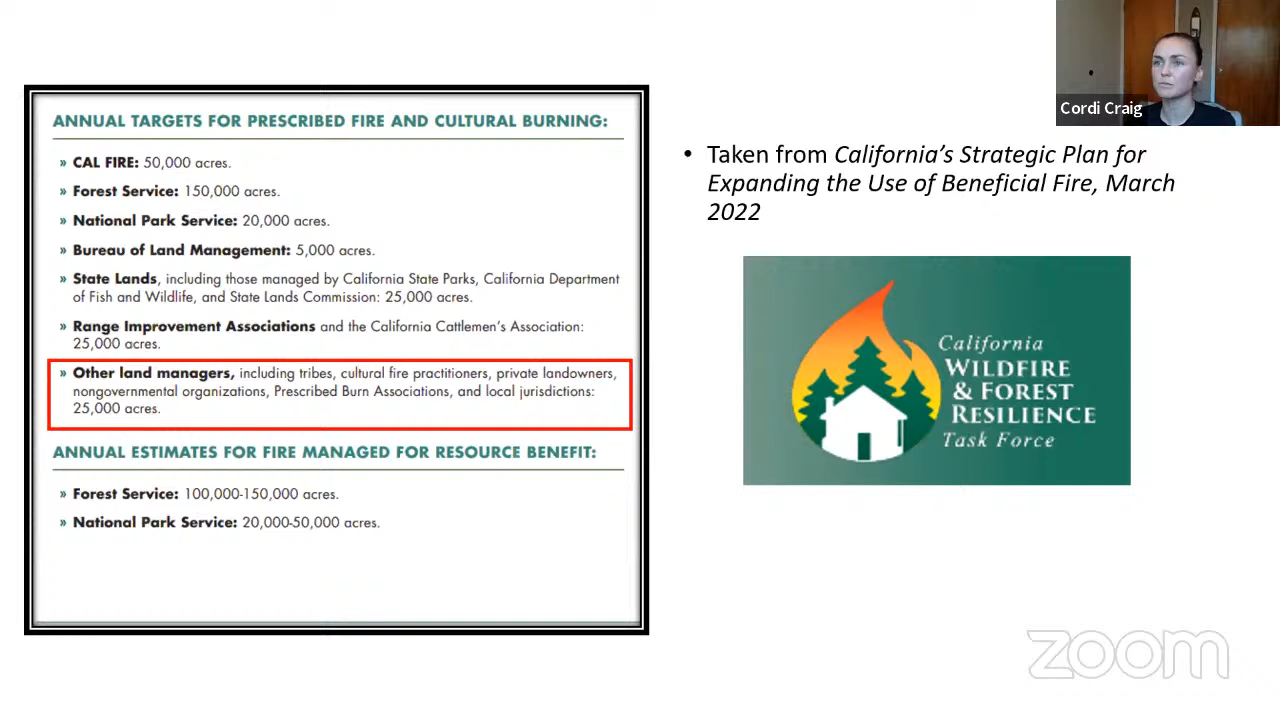 ANNUAL TARGETS FOR PRESCRIBED FIRE AND CULTURAL BURNING:
» CAL FIRE: 50,000 acres.
» Forest Service: 150,000 acres.
» National Park Service: 20,000 acres.
» Bureau of Land Management: 5,000 acres.
» State Lands, including those managed by California State Parks, California Department
of Fish and Wildlife, and State Lands Commission: 25,000 acres.
» Range Improvement Associations and the California Cattlemen's Association:
25,000 acres.
» Other land managers, including tribes, cultural fire practitioners, private landowners,
nongovernmental organizations, Prescribed Burn Associations, and local jurisdictions:
25,000 acres.
ANNUAL ESTIMATES FOR FIRE MANAGED FOR RESOURCE BENEFIT:
» Forest Service: 100,000-150,000 acres.
» National Park Service: 20,000-50,000 acres.
Cordi Craig
• Taken from California's Strategic Plan for
Expanding the Use of Beneficial Fire, March
2022
California
WILDFIRE
& FOREST
RESILIENCE
Task Force
zoom